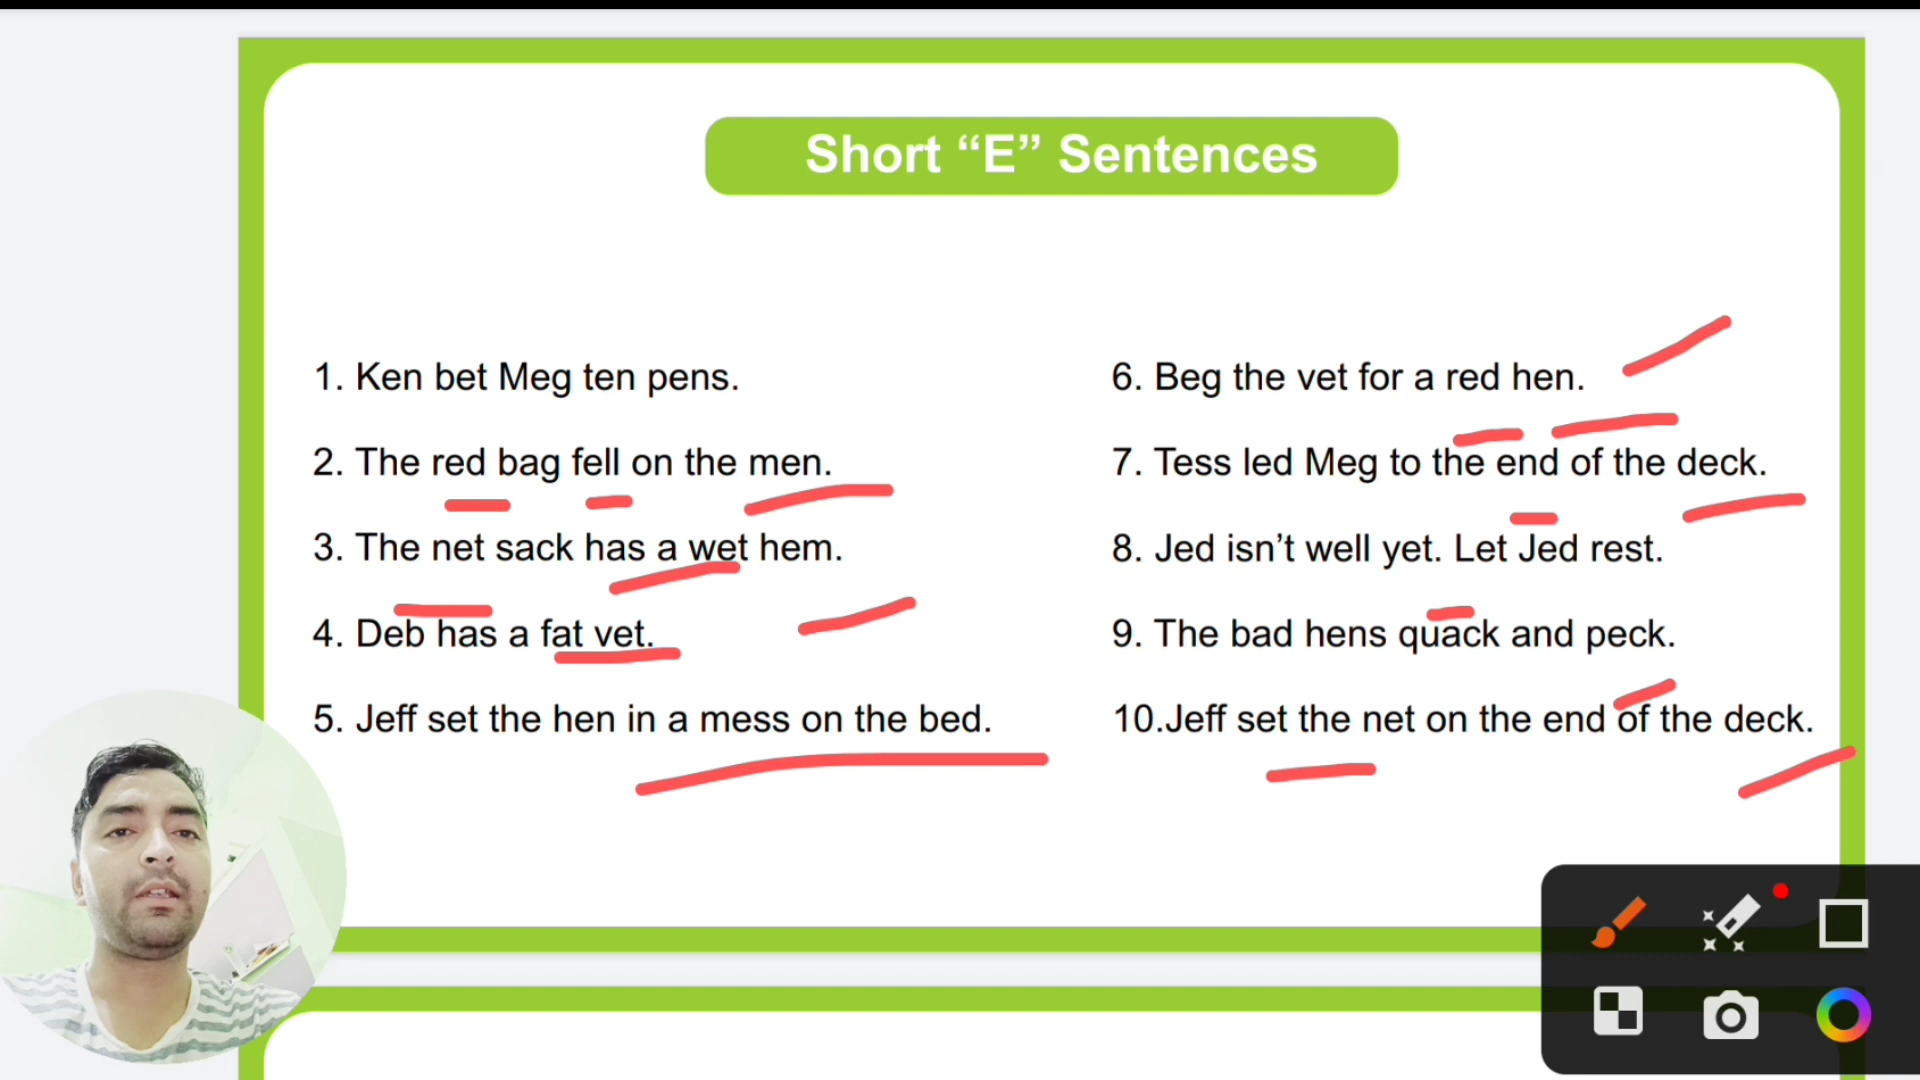 Short “E” Sentences
1. Ken bet Meg ten pens.
2. The red bag fell on the men.
3. The net sack has a wet hem.
4. Deb has a fat vet.
5. Jeff set the hen in a mess on the bed.
6. Beg the vet for a red hen.
7. Tess led Meg to the end of the deck.
8. Jed isn’t well yet. Let Jed rest.
9. The bad hens quack and peck.
10.Jeff set the net on the end of the deck.